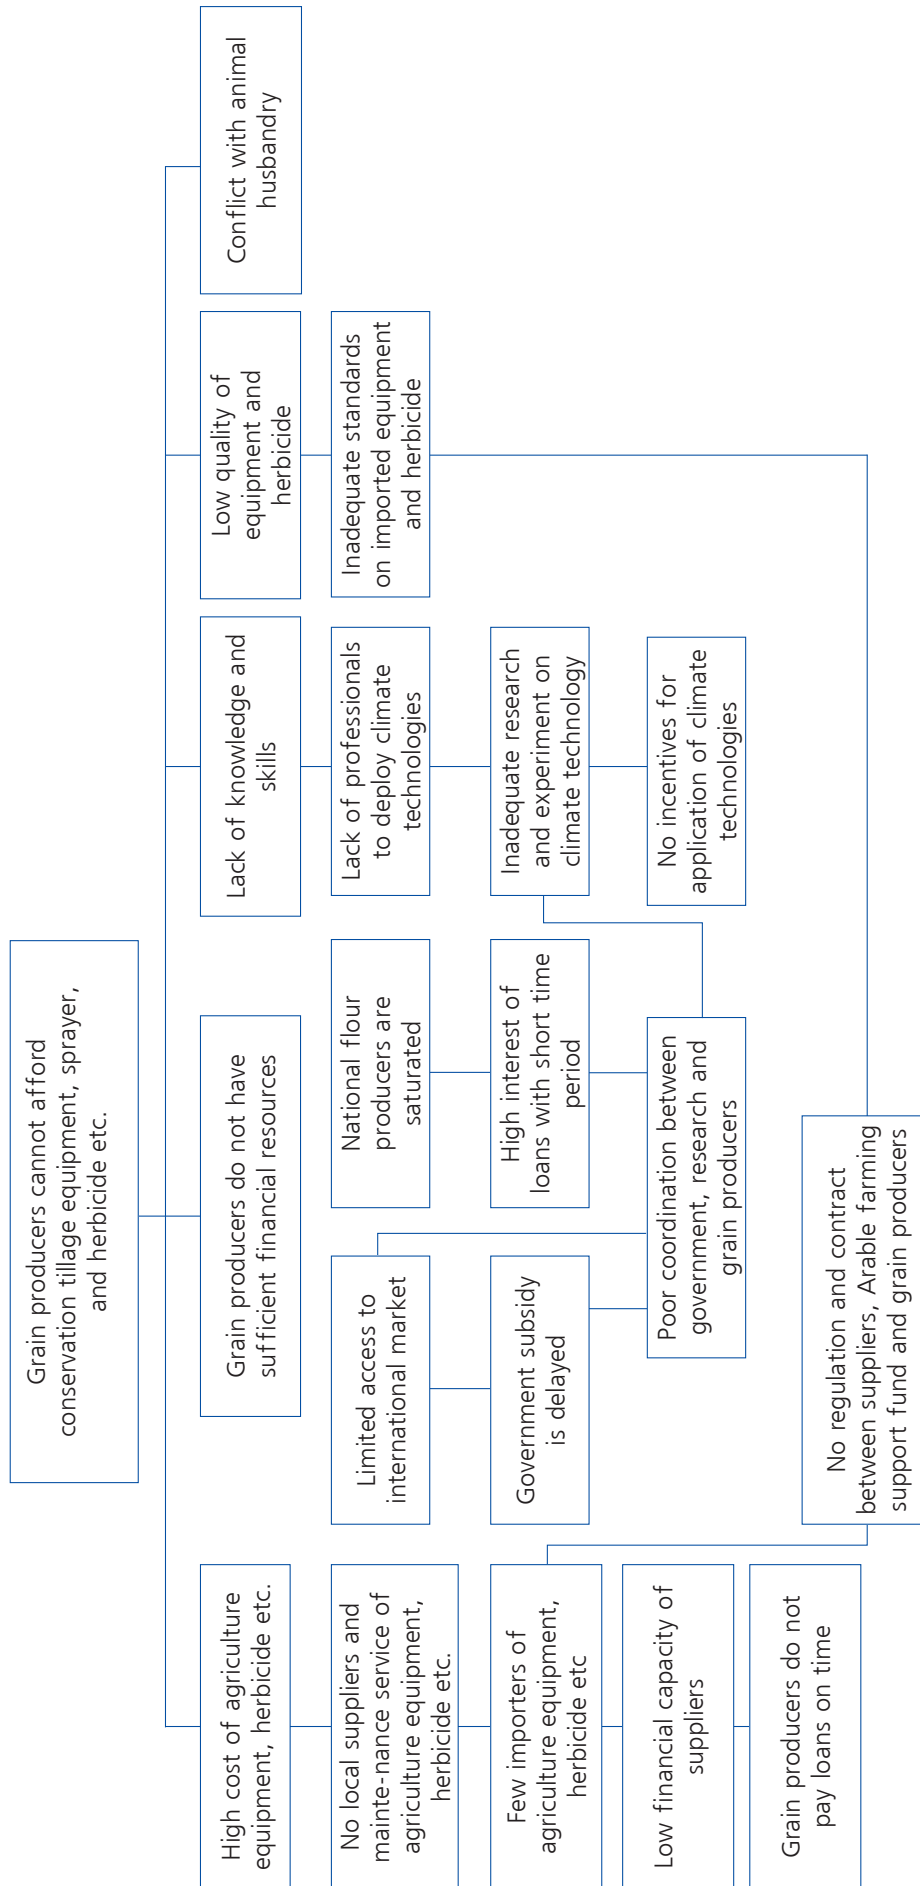 Grain producers cannot afford
conservation tillage equipment, sprayer,
and herbicide etc.
High cost of agriculture
equipment, herbicide etc.
Grain producers do not have
sufficient financial resources
Lack of knowledge and
skills
Low quality of
equipment and
herbicide
Conflict with animal
husbandry
No local suppliers and
mainte-nance service of
agriculture equipment,
herbicide etc.
Limited access to
international market
National flour
producers are
saturated
Lack of professionals
to deploy climate
technologies
Inadequate standards
on imported equipment
and herbicide
Few importers of
agriculture equipment,
herbicide etc
Government subsidy
is delayed
High interest of
loans with short time
period
Inadequate research
and experiment on
climate technology
Low financial capacity of
suppliers
Poor coordination between
government, research and
grain producers
No incentives for
application of climate
technologies
Grain producers do not
pay loans on time
No regulation and contract
between suppliers, Arable farming
support fund and grain producers